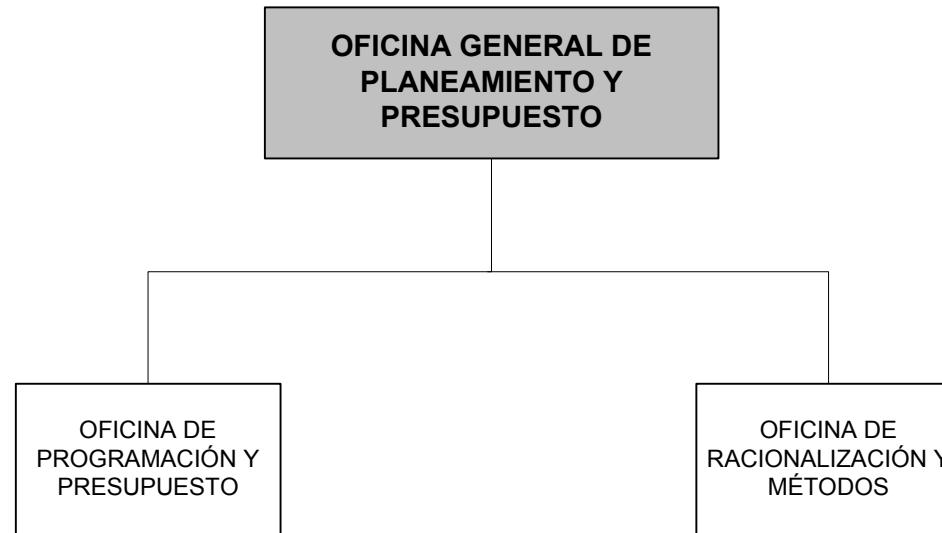 OFICINA GENERAL DE
PLANEAMIENTO Y
PRESUPUESTO
OFICINA DE
PROGRAMACIÓN Y
PRESUPUESTO
OFICINA DE
RACIONALIZACIÓN Y
MÉTODOS